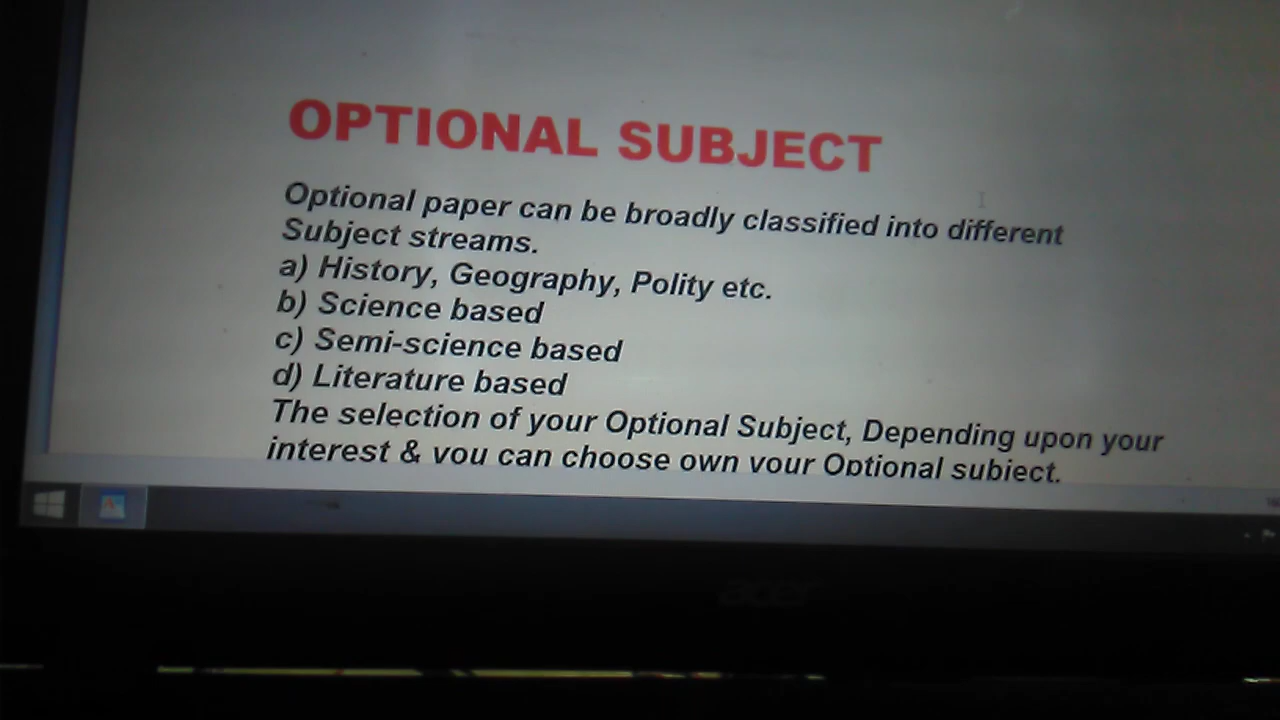 OPTIONAL SUBJECT
Optional paper can be broadly classified into different
Subject streams.
a) History, Geography, Polity etc.
b) Science based
c) Semi-science based
d) Literature based
The selection of your Optional Subject, Depending upon your
interest & you can choose own your Optional subject.
acer